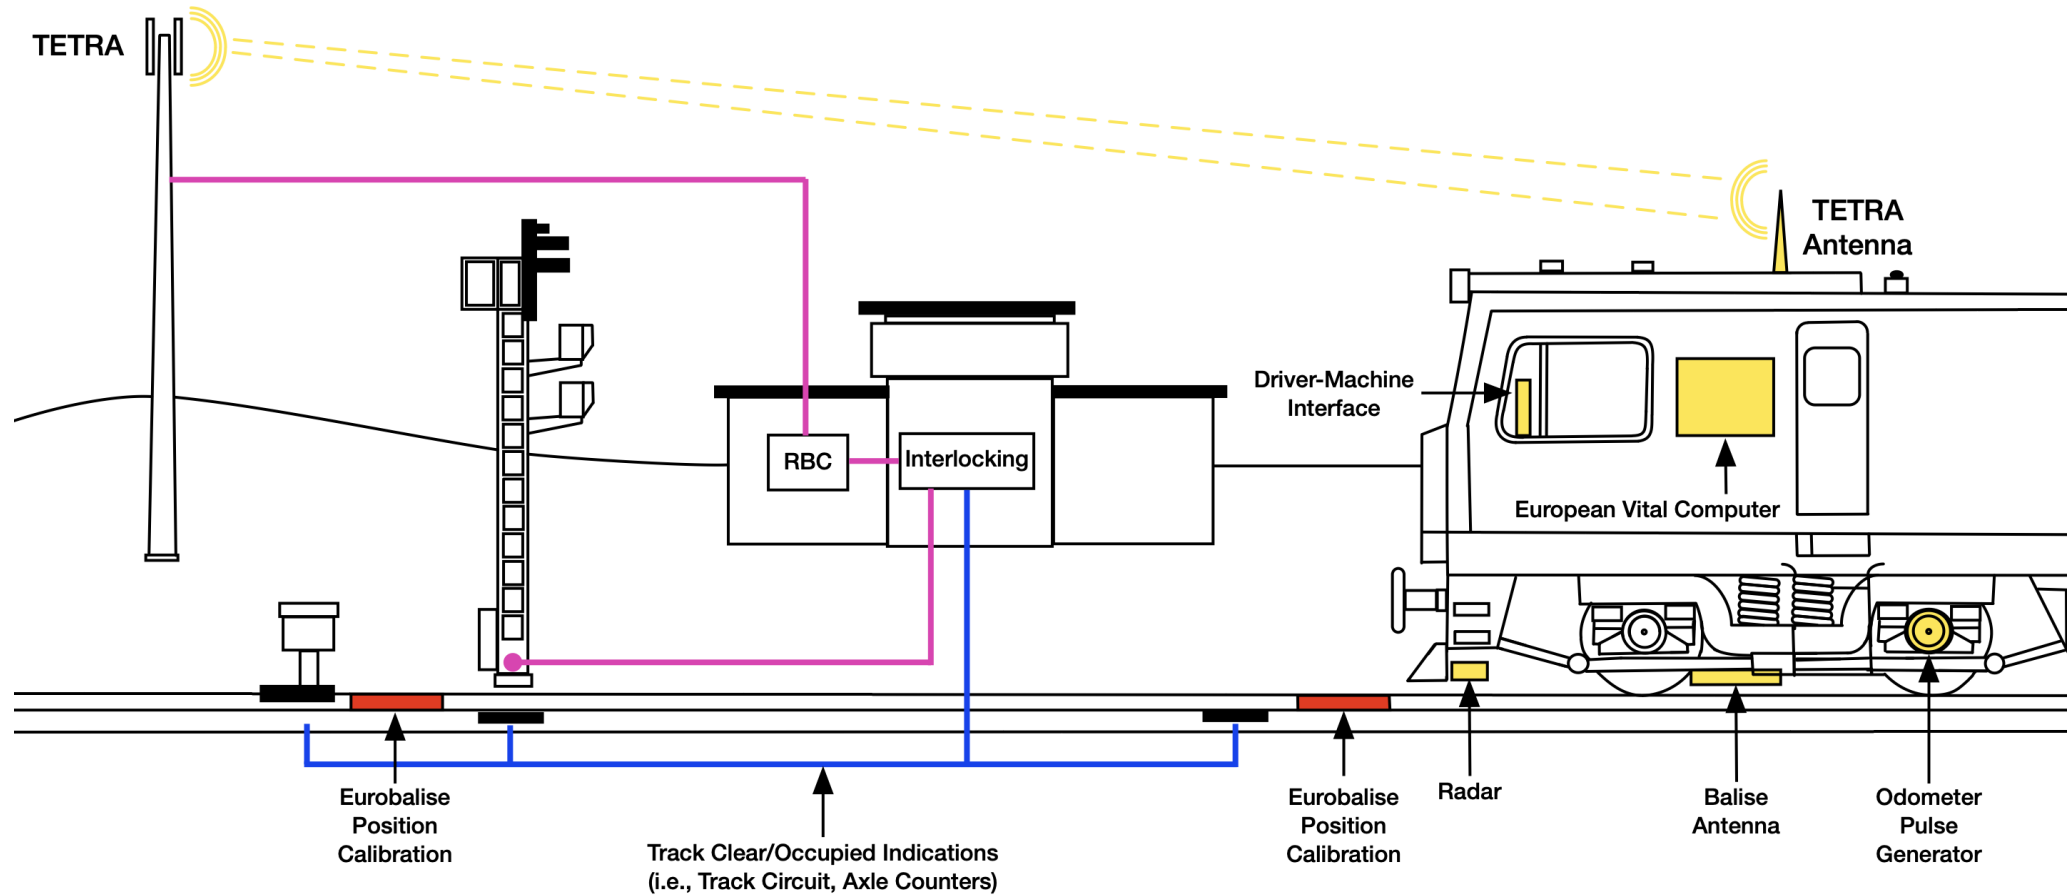 TETRA
TETRA
Antenna
Driver-Machine
Interface
RBC
Interlocking
European Vital Computer
Eurobalise
Position
Calibration
Track Clear/Occupied Indications
(i.e., Track Circuit, Axle Counters)
Eurobalise
Position
Calibration
Radar
Balise
Antenna
Odometer
Pulse
Generator